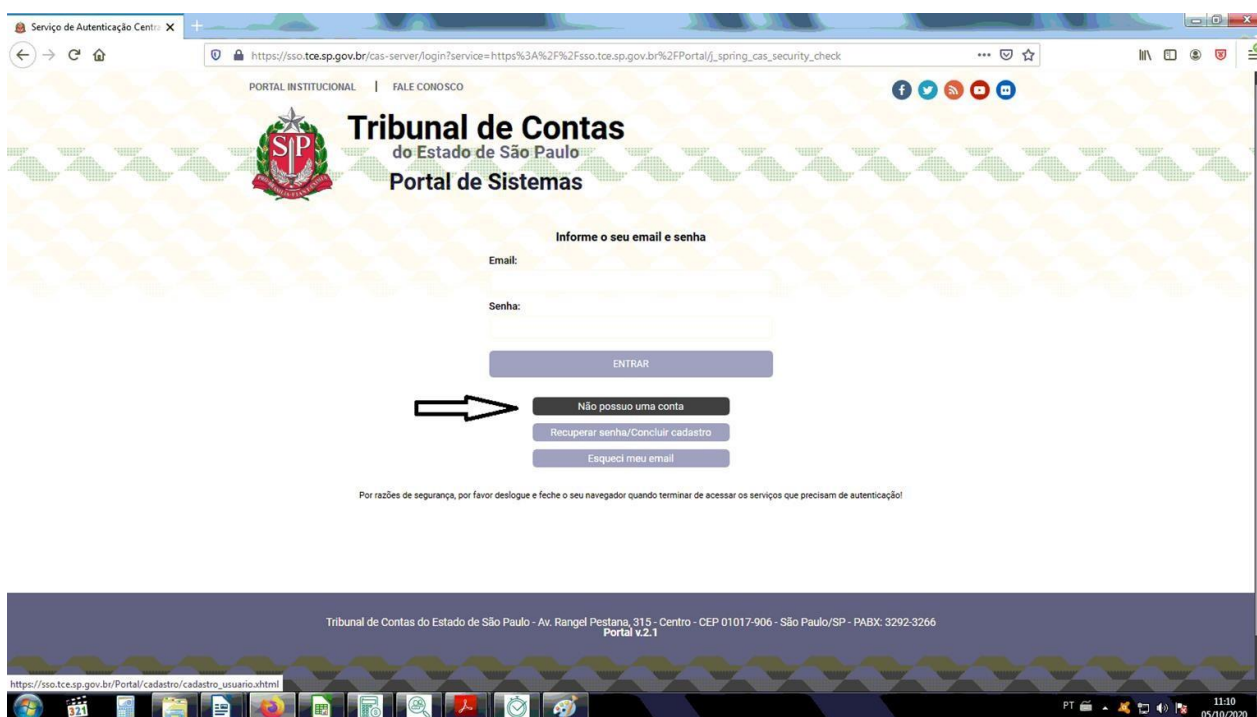 Serviço de Autenticação Centra
https://sso.tce.sp.gov.br/cas-server/login?service=https%3A%2F%2Fsso.tce.sp.gov.br%2FPortal/j_spring_cas_security_check
PORTAL INSTITUCIONAL | FALE CONOSCO
SP
Tribunal de Contas
do Estado de São Paulo
Portal de Sistemas
Informe o seu email e senha
Email:
Senha:
ENTRAR
Não possuo uma conta
Recuperar senha/Concluir cadastro
Esqueci meu email
Por razões de segurança, por favor deslogue e feche o seu navegador quando terminar de acessar os serviços que precisam de autenticação!
Tribunal de Contas do Estado de São Paulo - Av. Rangel Pestana, 315 - Centro - CEP 01017-906 - São Paulo/SP - PABX: 3292-3266
Portal v.2.1
https://sso.tce.sp.gov.br/Portal/cadastro/cadastro_usuario.xhtml
321
PT
11:10
05/10/2020